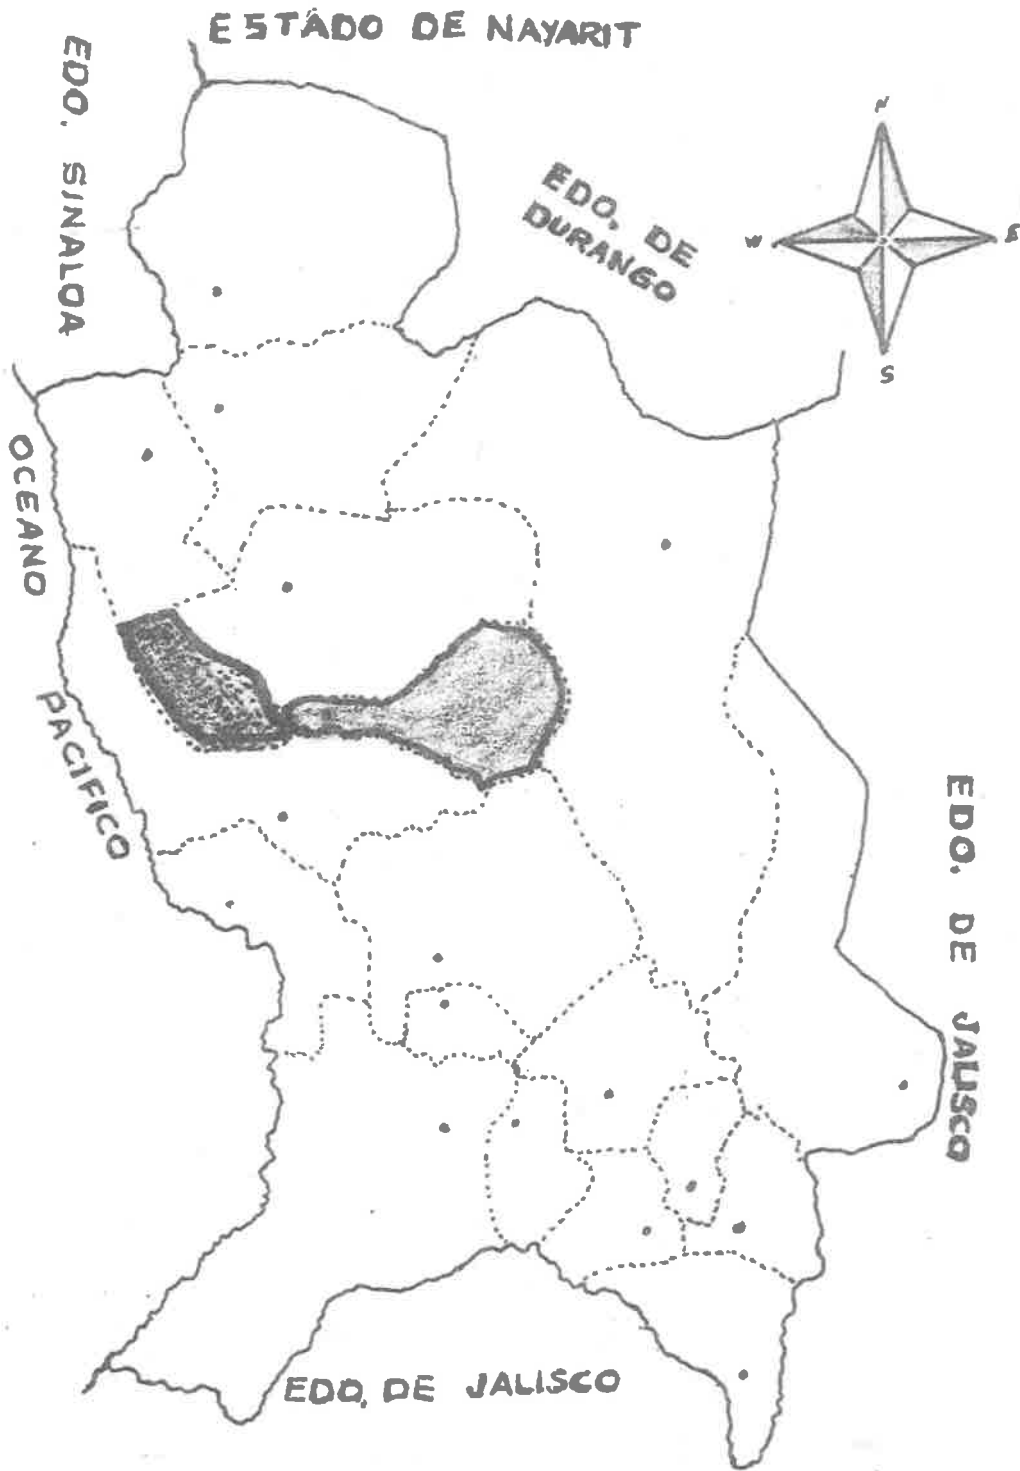 ESTADO DE NAYARIT
EDO. SINALOA
EDO. DE
DURANGO
N
W
E
S
OCEANO
PACIFICO
EDO. DE JALISCO
EDO. DE JALISCO